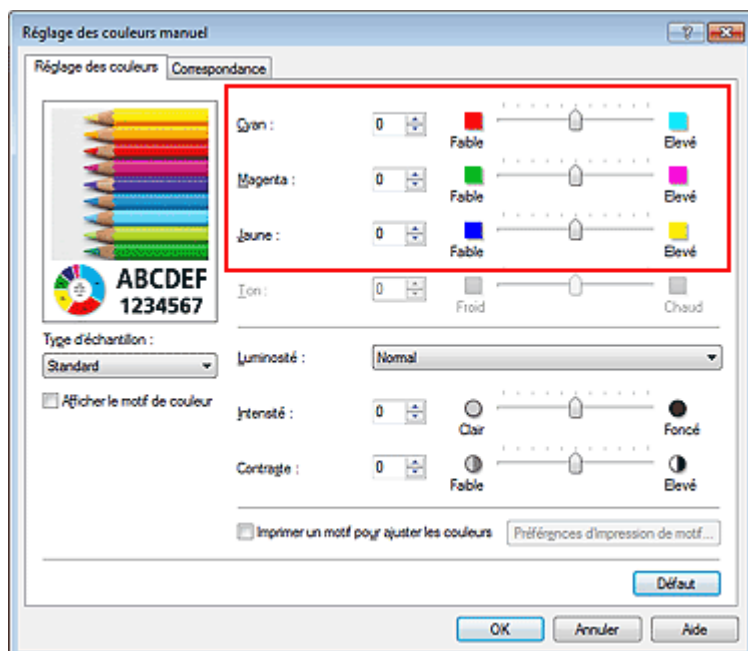 Réglage des couleurs manuel
Réglage des couleurs Correspondance
Cyan : 0 Faible Elevé
Magenta : 0 Faible Elevé
Jaune : 0 Faible Elevé
Ton : 0 Froid Chaud
ABCDEF
1234567
Type d'échantillon :
Standard
Afficher le motif de couleur
Luminosité : Normal
Intensité : 0 Clair Foncé
Contraste : 0 Faible Elevé
Imprimer un motif pour ajuster les couleurs Préférences d'impression de motif...
Défaut
OK Annuler Aide